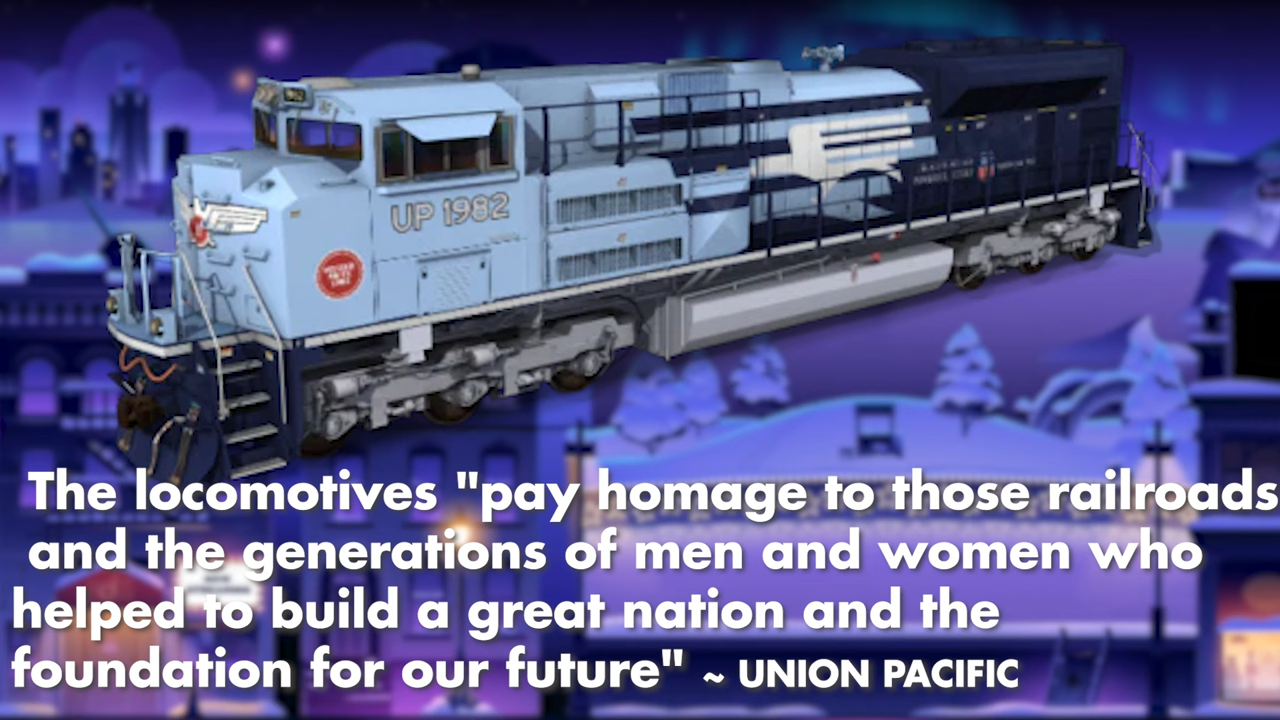 UP 1982
The locomotives "pay homage to those railroads
and the generations of men and women who
helped to build a great nation and the
foundation for our future" ~ UNION PACIFIC